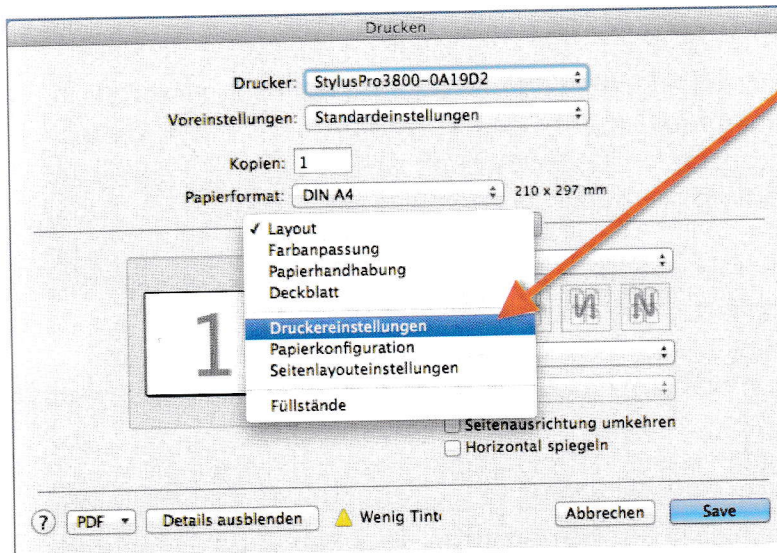 Drucken
Drucker: StylusPro3800-0A19D2
Voreinstellungen: Standardeinstellungen
Kopien: 1
Papierformat: DIN A4 210 x 297 mm
✓ Layout
Farbanpassung
Papierhandhabung
Deckblatt
Druckereinstellungen
Papierkonfiguration
Seitenlayouteinstellungen
Füllstände
1
Seitenausrichtung umkehren
Horizontal spiegeln
? PDF Details ausblenden Wenig Abbrechen Save